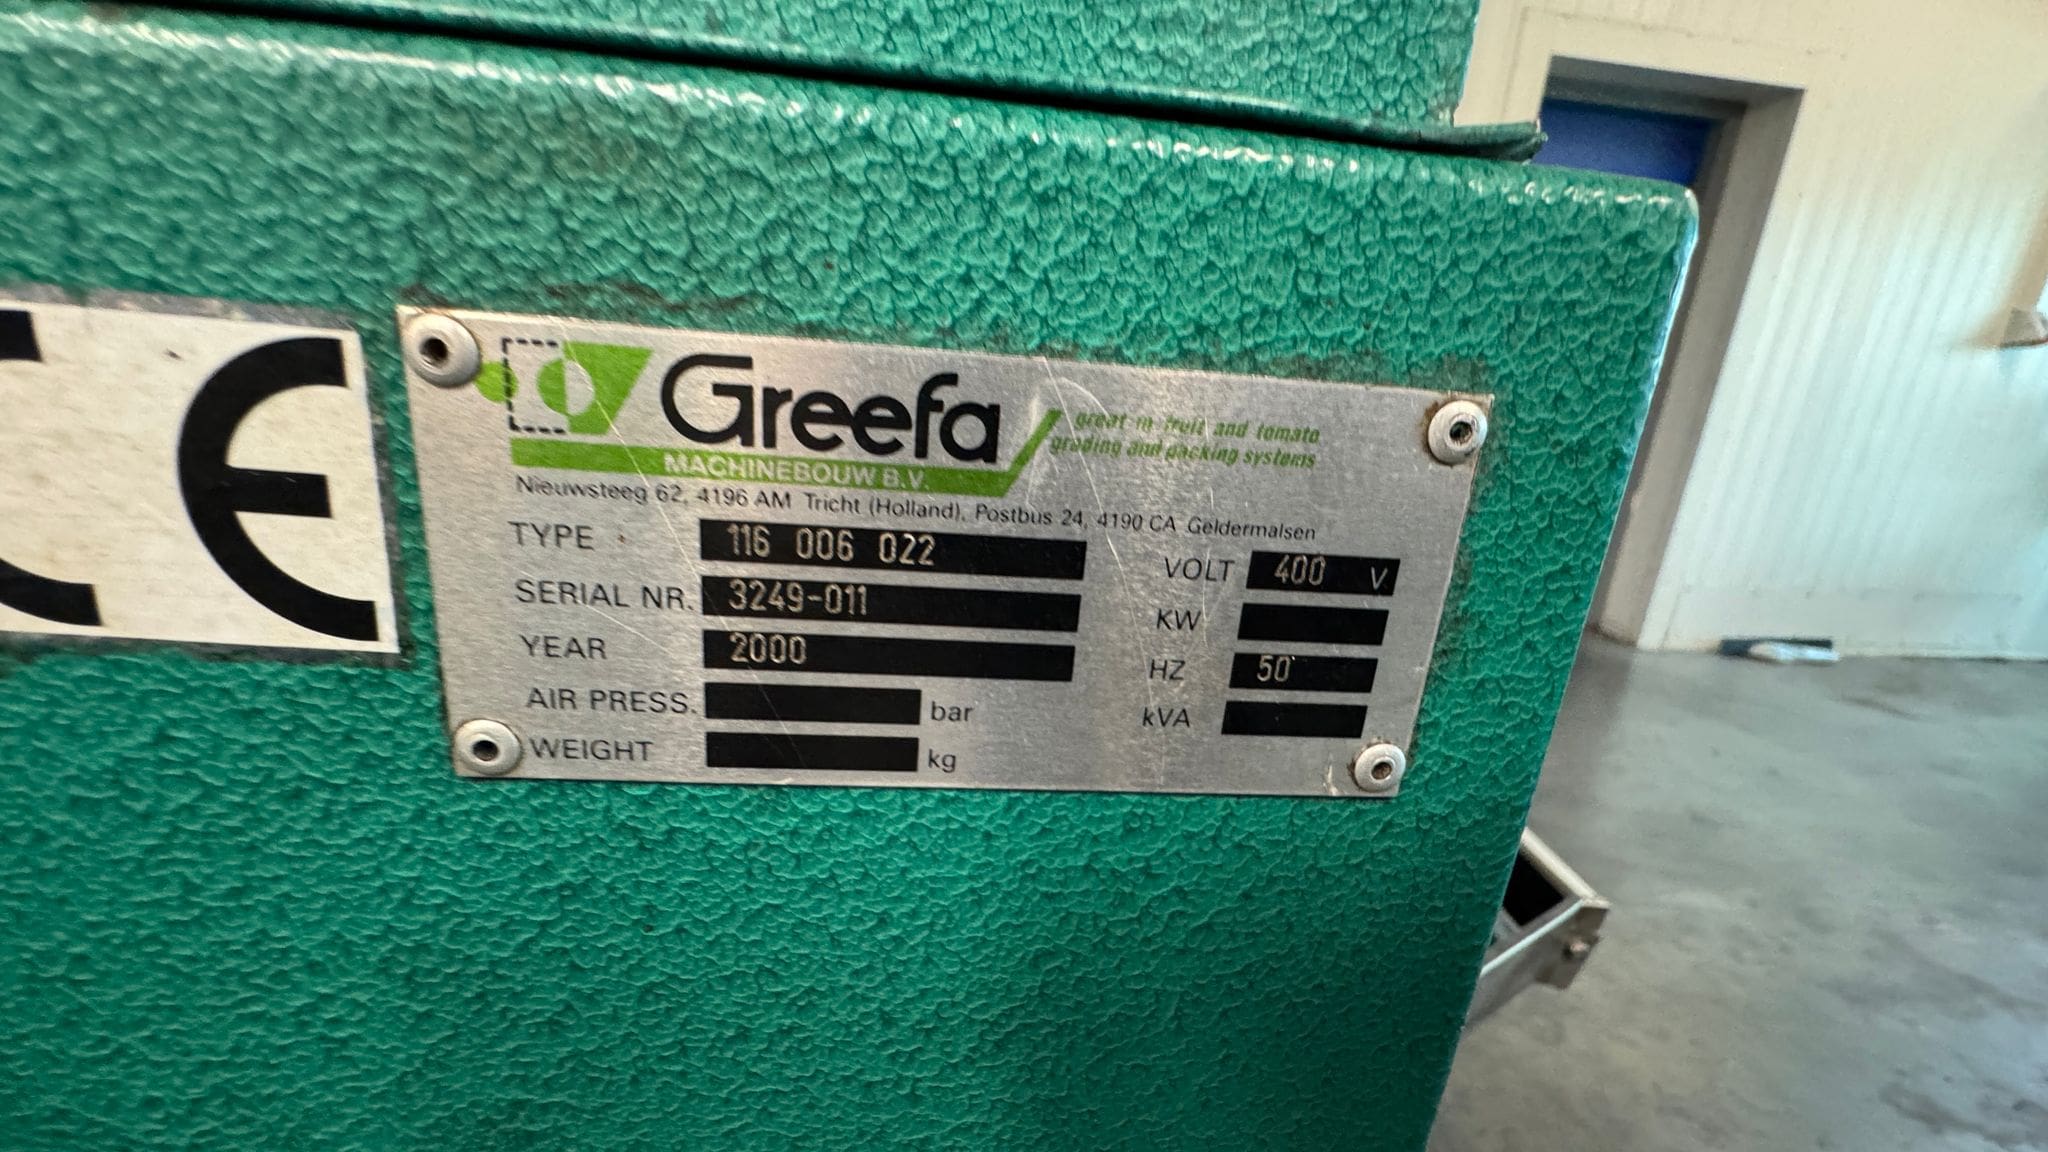 CE
Greefa
MACHINEBOUW B.V.
great in fruit and tomato
grading and packing systems
Nieuwsteeg 62, 4196 AM Tricht (Holland), Postbus 24, 4190 CA Geldermalsen
TYPE 116 006 022
SERIAL NR. 3249-011
YEAR 2000
AIR PRESS. bar
WEIGHT kg
VOLT 400 V
KW
HZ 50
kVA